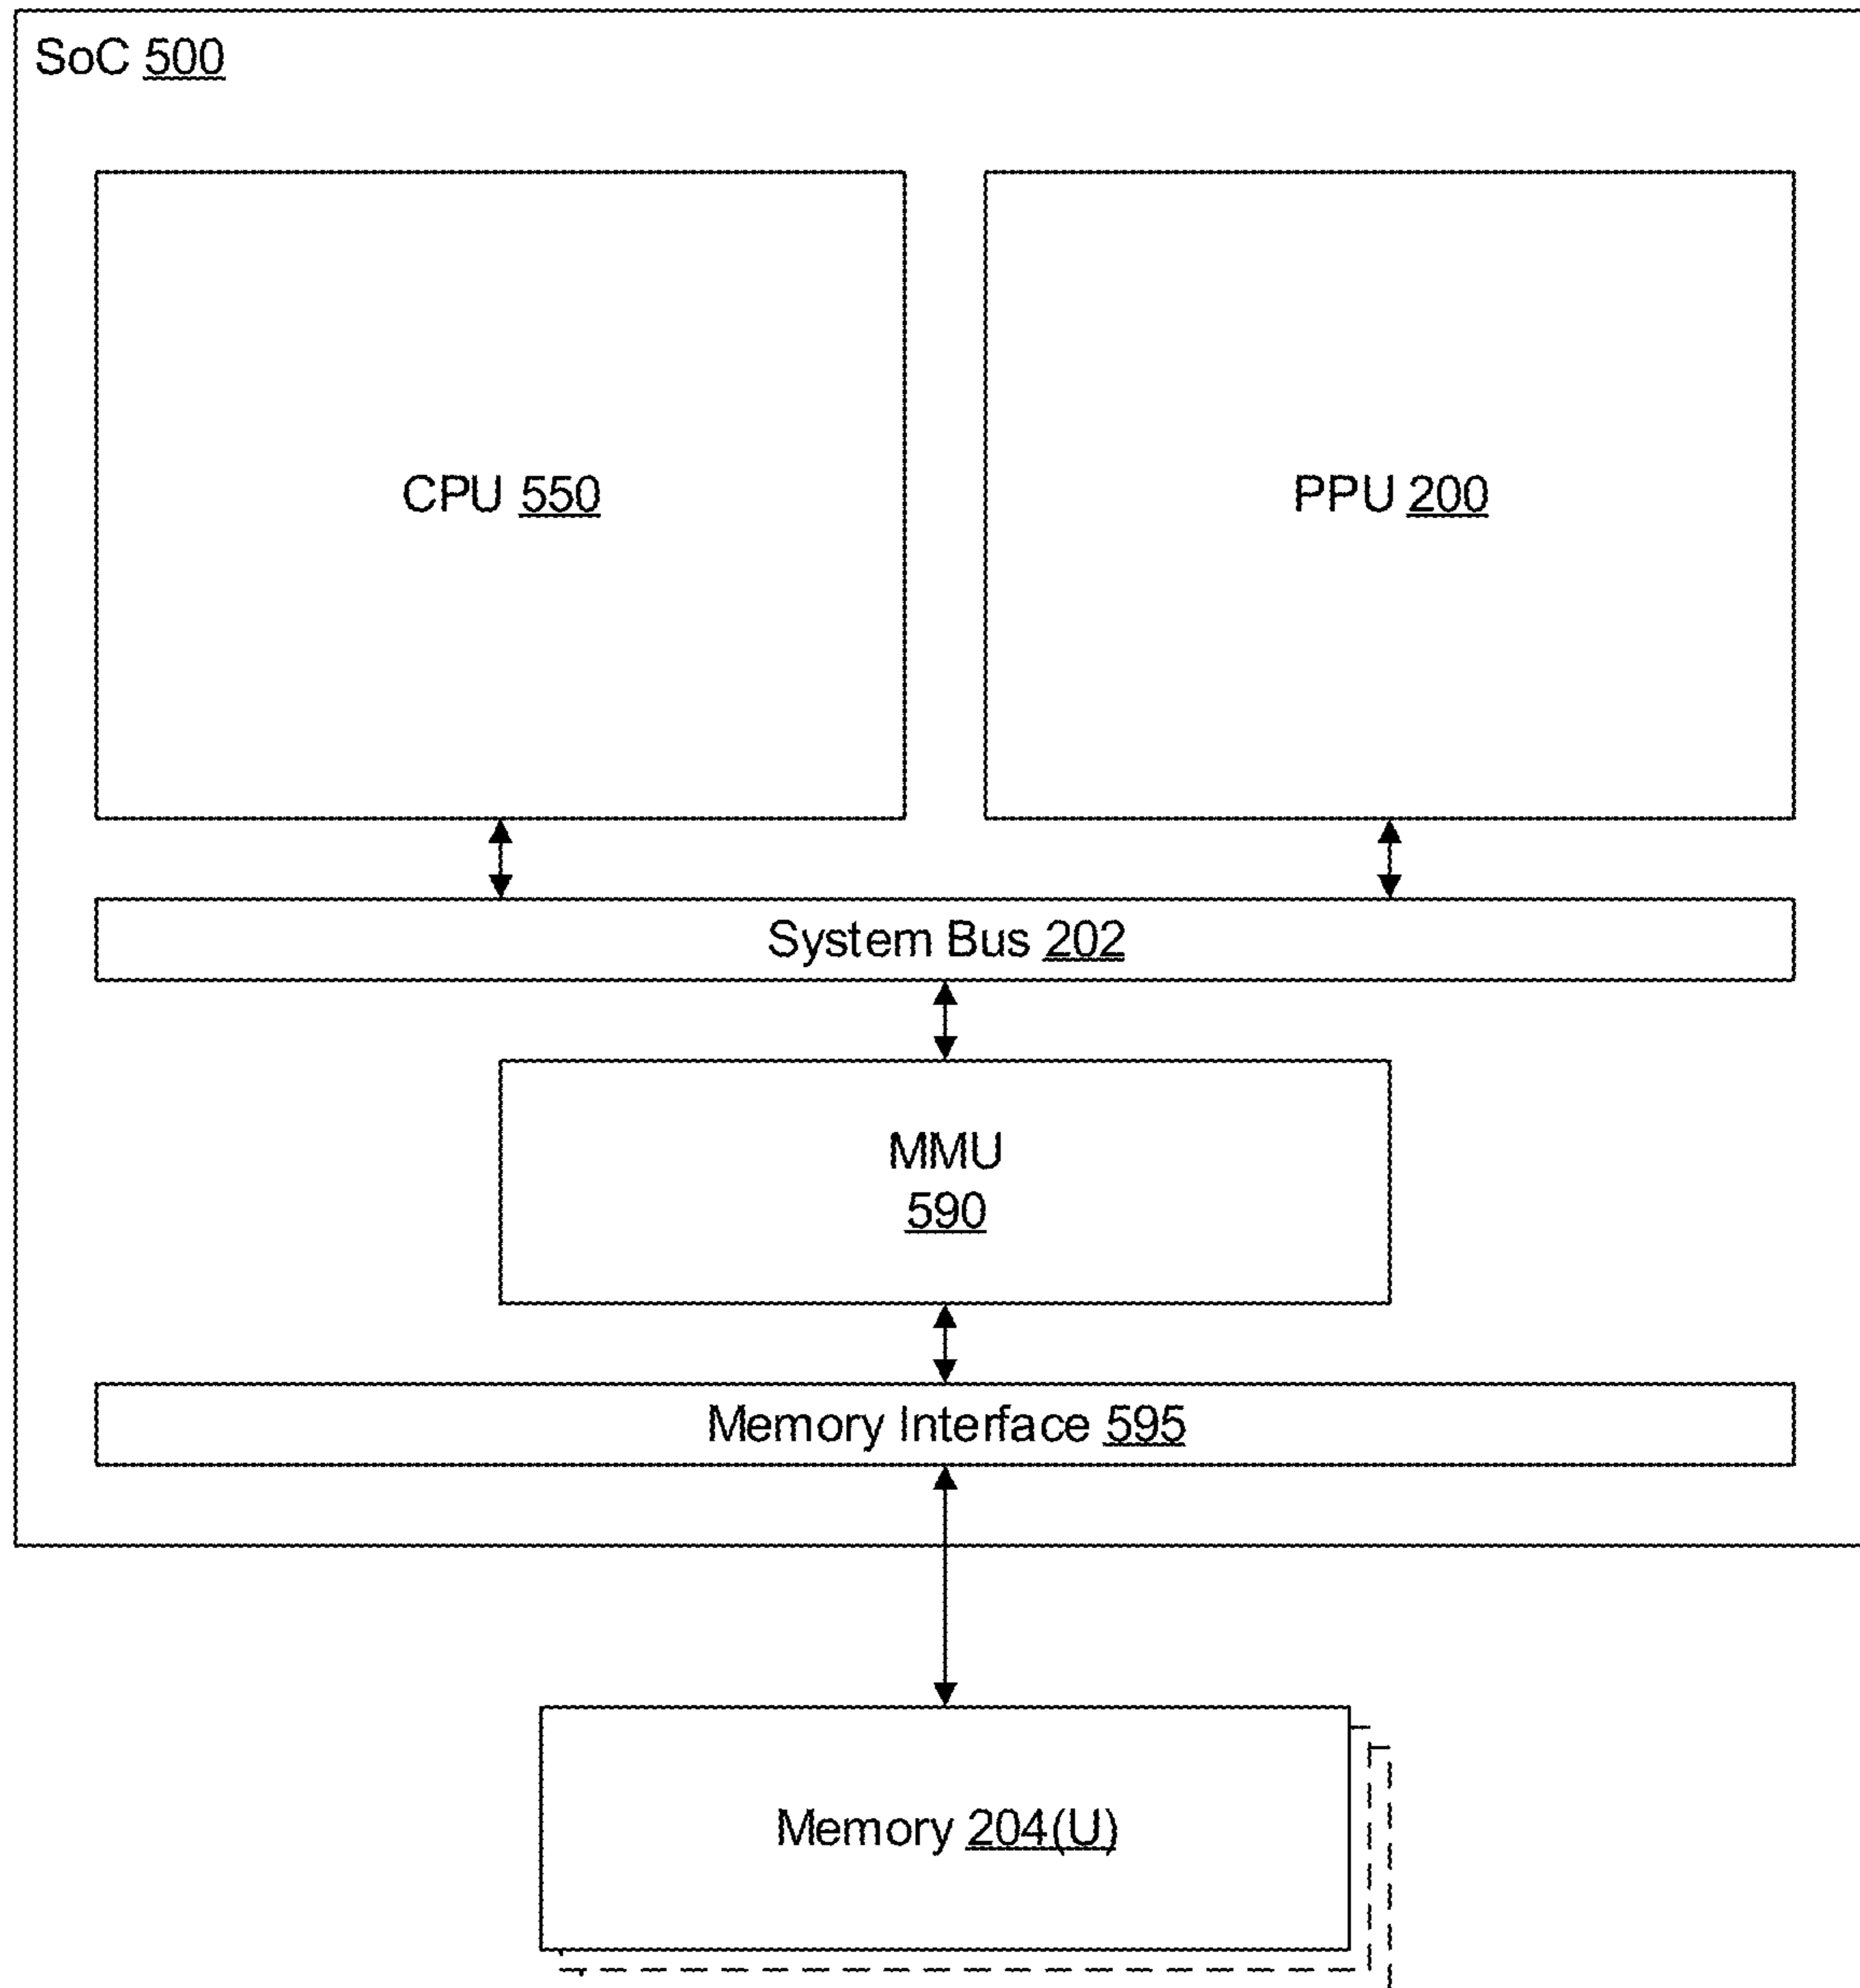 SoC 500
CPU 550
PPU 200
System Bus 202
MMU
590
Memory Interface 595
Memory 204(U)